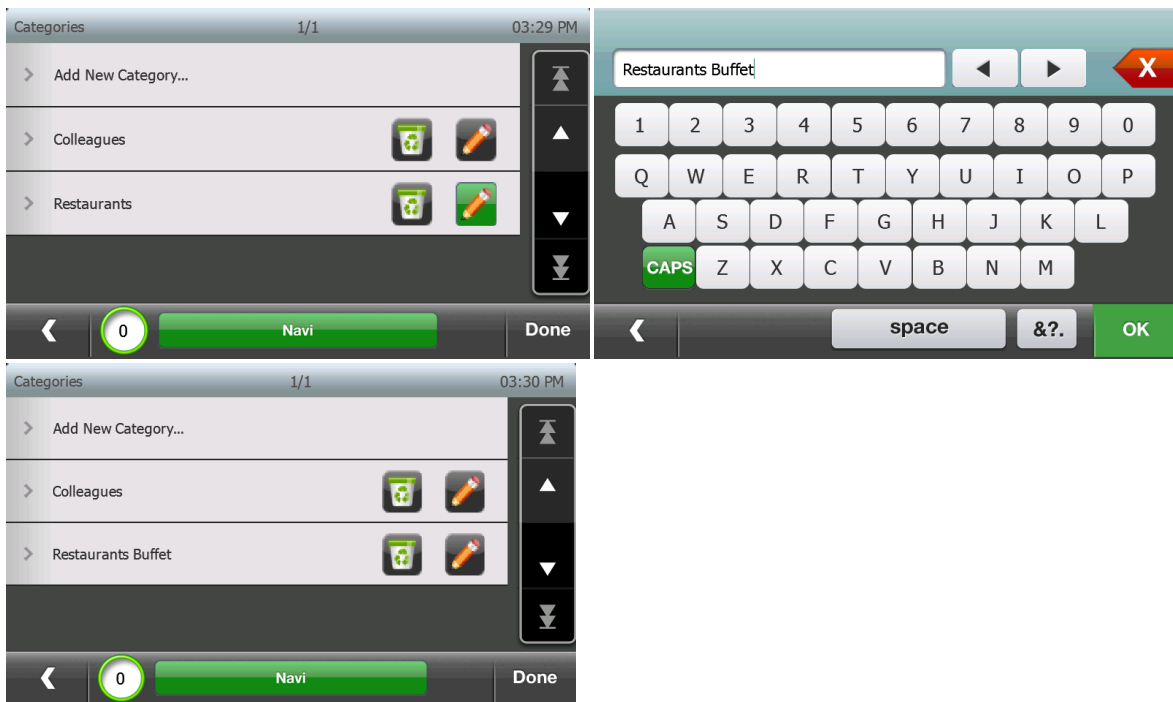 Categories 1/1 03:29 PM
Add New Category...
Colleagues
Restaurants
0 Navi Done
Restaurants Buffet X
1 2 3 4 5 6 7 8 9 0
Q W E R T Y U I O P
A S D F G H J K L
CAPS Z X C V B N M
space &?. OK
Categories 1/1 03:30 PM
Add New Category...
Colleagues
Restaurants Buffet
0 Navi Done